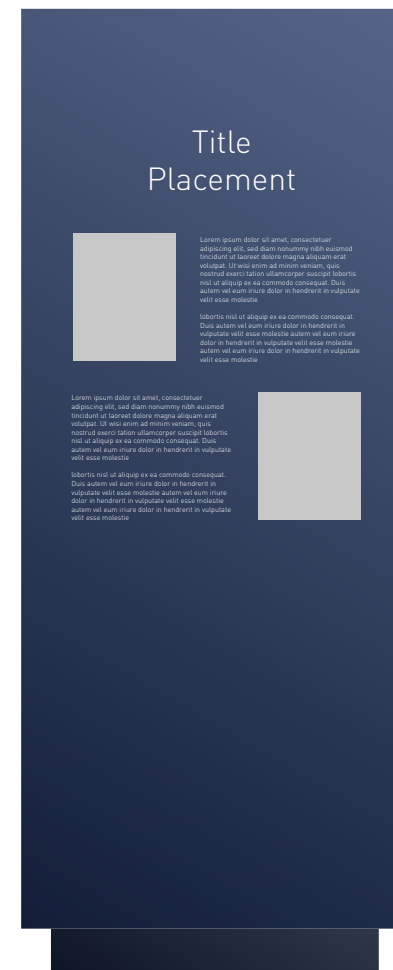 Title
Placement
Lorem ipsum dolor sit amet, consectetuer
adipiscing elit, sed diam nonummy nibh euismod
tincidunt ut laoreet dolore magna aliquam erat
volutpat. Ut wisi enim ad minim veniam, quis
nostrud exerci tation ullamcorper suscipit lobortis
nisl ut aliquip ex ea commodo consequat. Duis
autem vel eum iriure dolor in hendrerit in vulputate
velit esse molestie
lobortis nisl ut aliquip ex ea commodo consequat.
Duis autem vel eum iriure dolor in hendrerit in
vulputate velit esse molestie autem vel eum iriure
dolor in hendrerit in vulputate velit esse molestie
autem vel eum iriure dolor in hendrerit in vulputate
velit esse molestie
Lorem ipsum dolor sit amet, consectetuer
adipiscing elit, sed diam nonummy nibh euismod
tincidunt ut laoreet dolore magna aliquam erat
volutpat. Ut wisi enim ad minim veniam, quis
nostrud exerci tation ullamcorper suscipit lobortis
nisl ut aliquip ex ea commodo consequat. Duis
autem vel eum iriure dolor in hendrerit in vulputate
velit esse molestie
lobortis nisl ut aliquip ex ea commodo consequat.
Duis autem vel eum iriure dolor in hendrerit in
vulputate velit esse molestie autem vel eum iriure
dolor in hendrerit in vulputate velit esse molestie
autem vel eum iriure dolor in hendrerit in vulputate
velit esse molestie